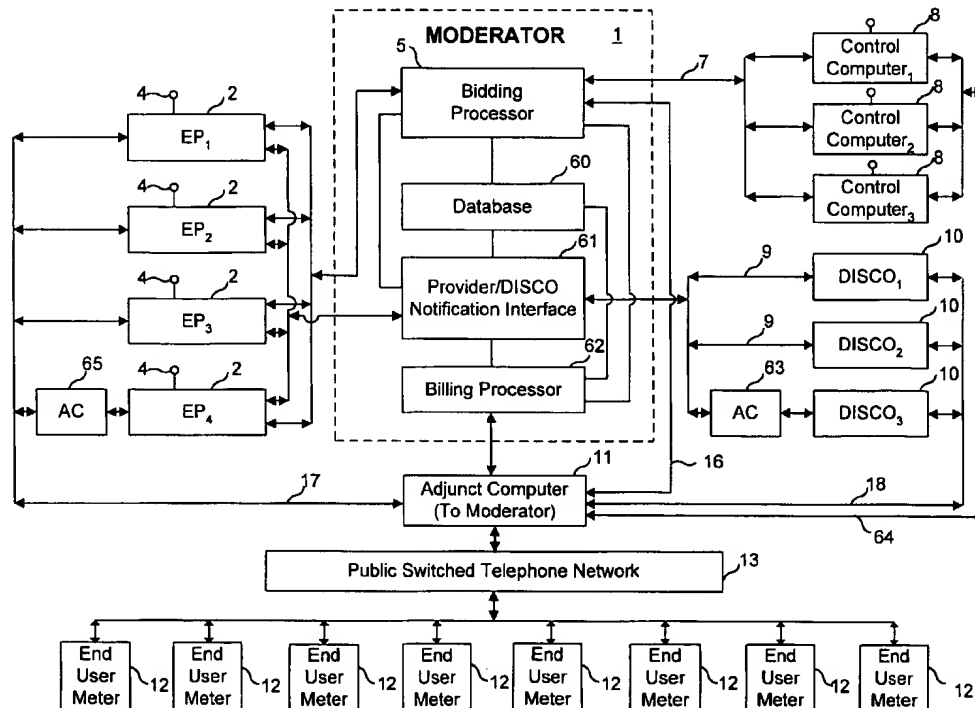 MODERATOR 1
5
Bidding
Processor
60
Database
61
Provider/DISCO
Notification Interface
62
Billing Processor
4 2
EP1
4 2
EP2
4 2
EP3
65
AC
4 2
EP4
7
8
Control
Computer1
8
Control
Computer2
8
Control
Computer3
9
10
DISCO1
9
10
DISCO2
63
AC
10
DISCO3
11
Adjunct Computer
(To Moderator)
16
17
18
64
Public Switched Telephone Network
13
End
User
Meter
12
End
User
Meter
12
End
User
Meter
12
End
User
Meter
12
End
User
Meter
12
End
User
Meter
12
End
User
Meter
12
End
User
Meter
12